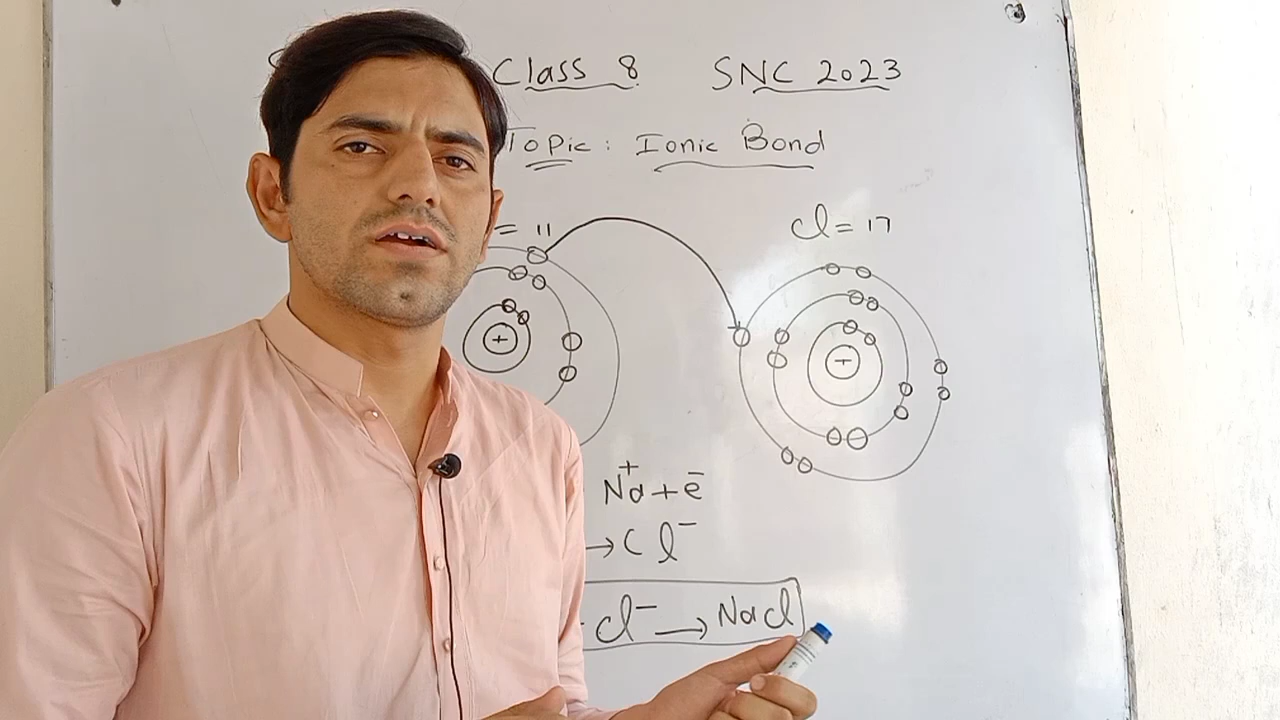 Class 8 SNC 2023
Topic: Ionic Bond
= 11 Cl = 17
+ +
Na⁺ + e⁻
→ Cl⁻
Cl⁻ → NaCl